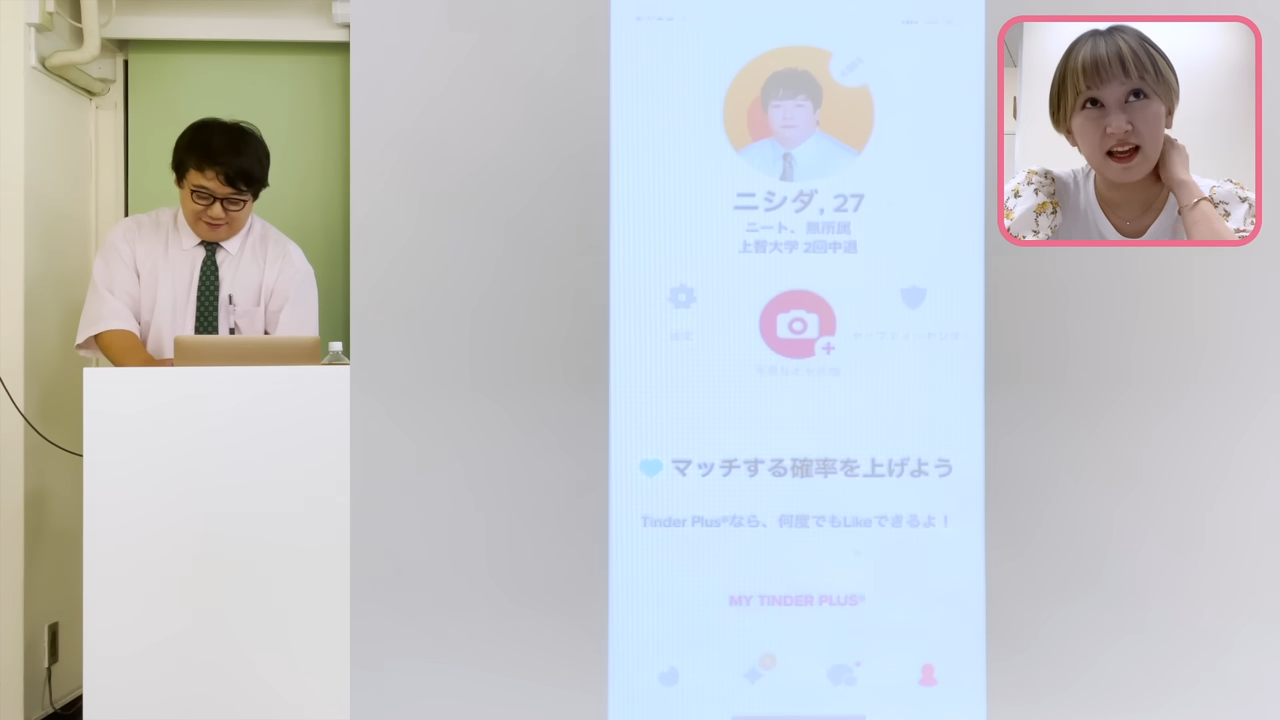 ニシダ, 27
ニート、無所属
上智大学 2回中退
設定
マッチする確率を上げよう
Tinder Plus®なら、何度でもLikeできるよ！
MY TINDER PLUS®